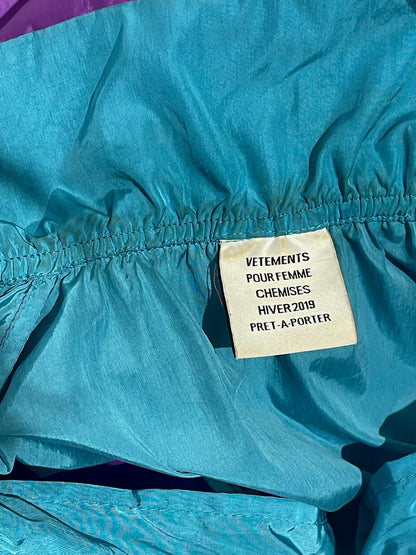 VETEMENTS
POUR FEMME
CHEMISES
HIVER 2019
PRET-A-PORTER